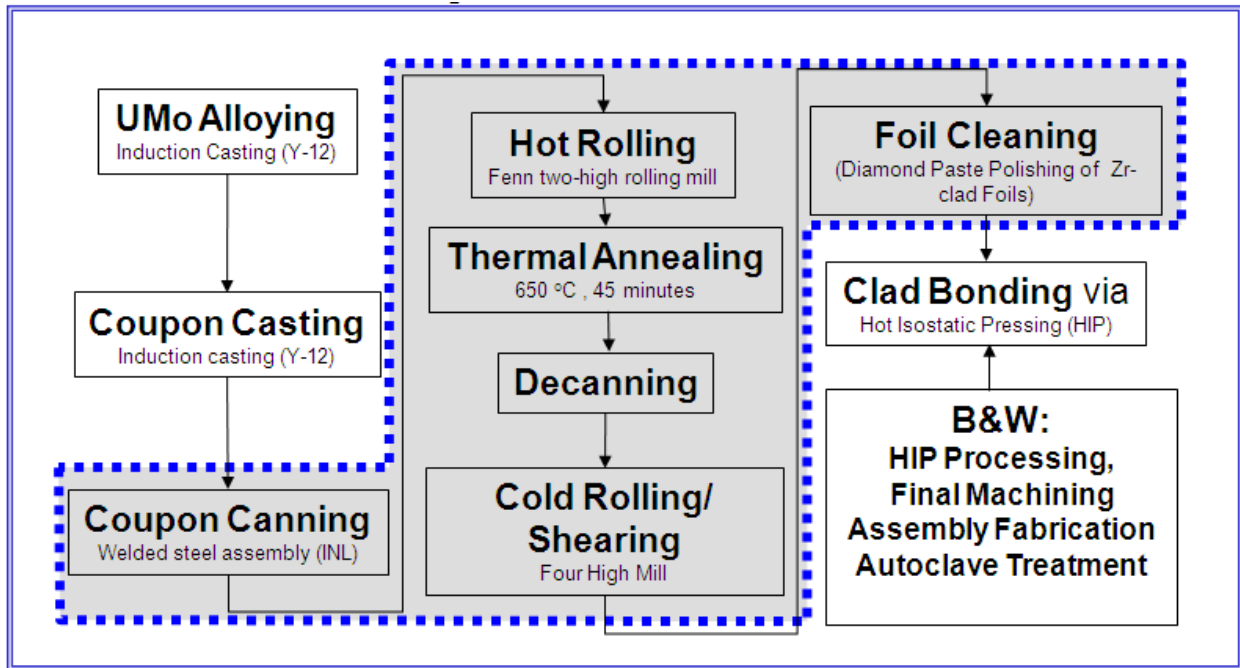 UMo Alloying
Induction Casting (Y-12)
Coupon Casting
Induction casting (Y-12)
Coupon Canning
Welded steel assembly (INL)
Hot Rolling
Fenn two-high rolling mill
Thermal Annealing
650 ºC , 45 minutes
Decanning
Cold Rolling/
Shearing
Four High Mill
Foil Cleaning
(Diamond Paste Polishing of Zr-
clad Foils)
Clad Bonding via
Hot Isostatic Pressing (HIP)
B&W:
HIP Processing,
Final Machining
Assembly Fabrication
Autoclave Treatment